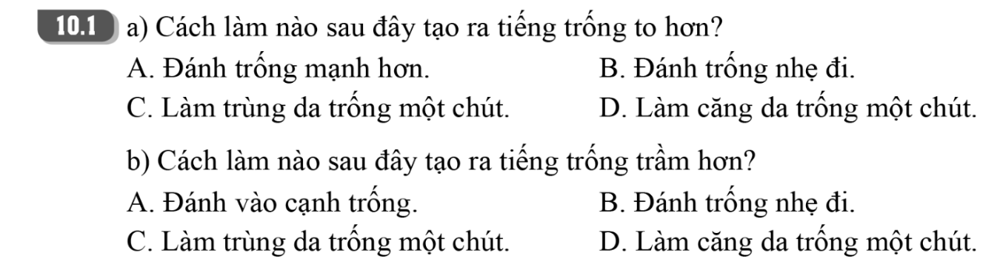 10.1 a) Cách làm nào sau đây tạo ra tiếng trống to hơn?
A. Đánh trống mạnh hơn. B. Đánh trống nhẹ đi.
C. Làm trùng da trống một chút. D. Làm căng da trống một chút.
b) Cách làm nào sau đây tạo ra tiếng trống trầm hơn?
A. Đánh vào cạnh trống. B. Đánh trống nhẹ đi.
C. Làm trùng da trống một chút. D. Làm căng da trống một chút.